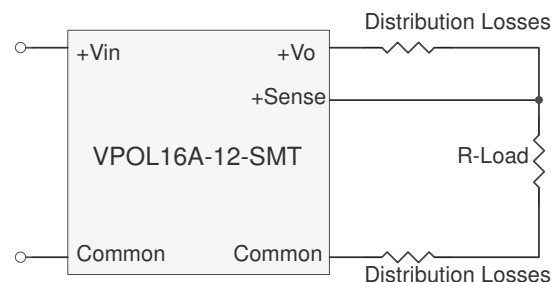 Distribution Losses
+Vin
+Vo
+Sense
VPOL16A-12-SMT
R-Load
Common
Common
Distribution Losses